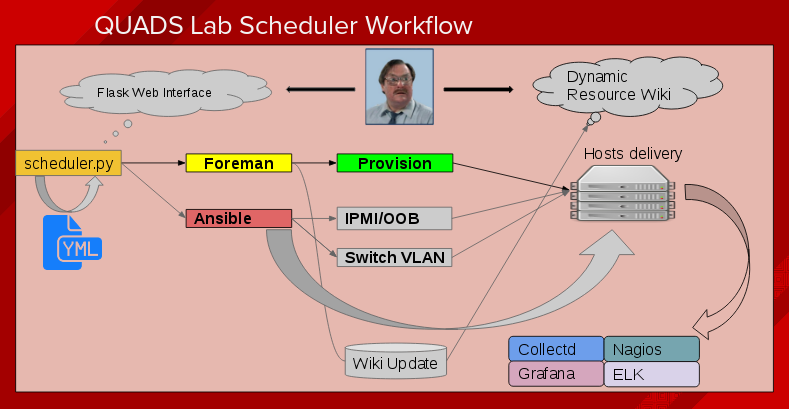 QUADS Lab Scheduler Workflow
Flask Web Interface
Dynamic
Resource Wiki
scheduler.py
Foreman
Provision
Hosts delivery
Ansible
IPMI/OOB
YML
Switch VLAN
Wiki Update
Collectd
Nagios
Grafana
ELK